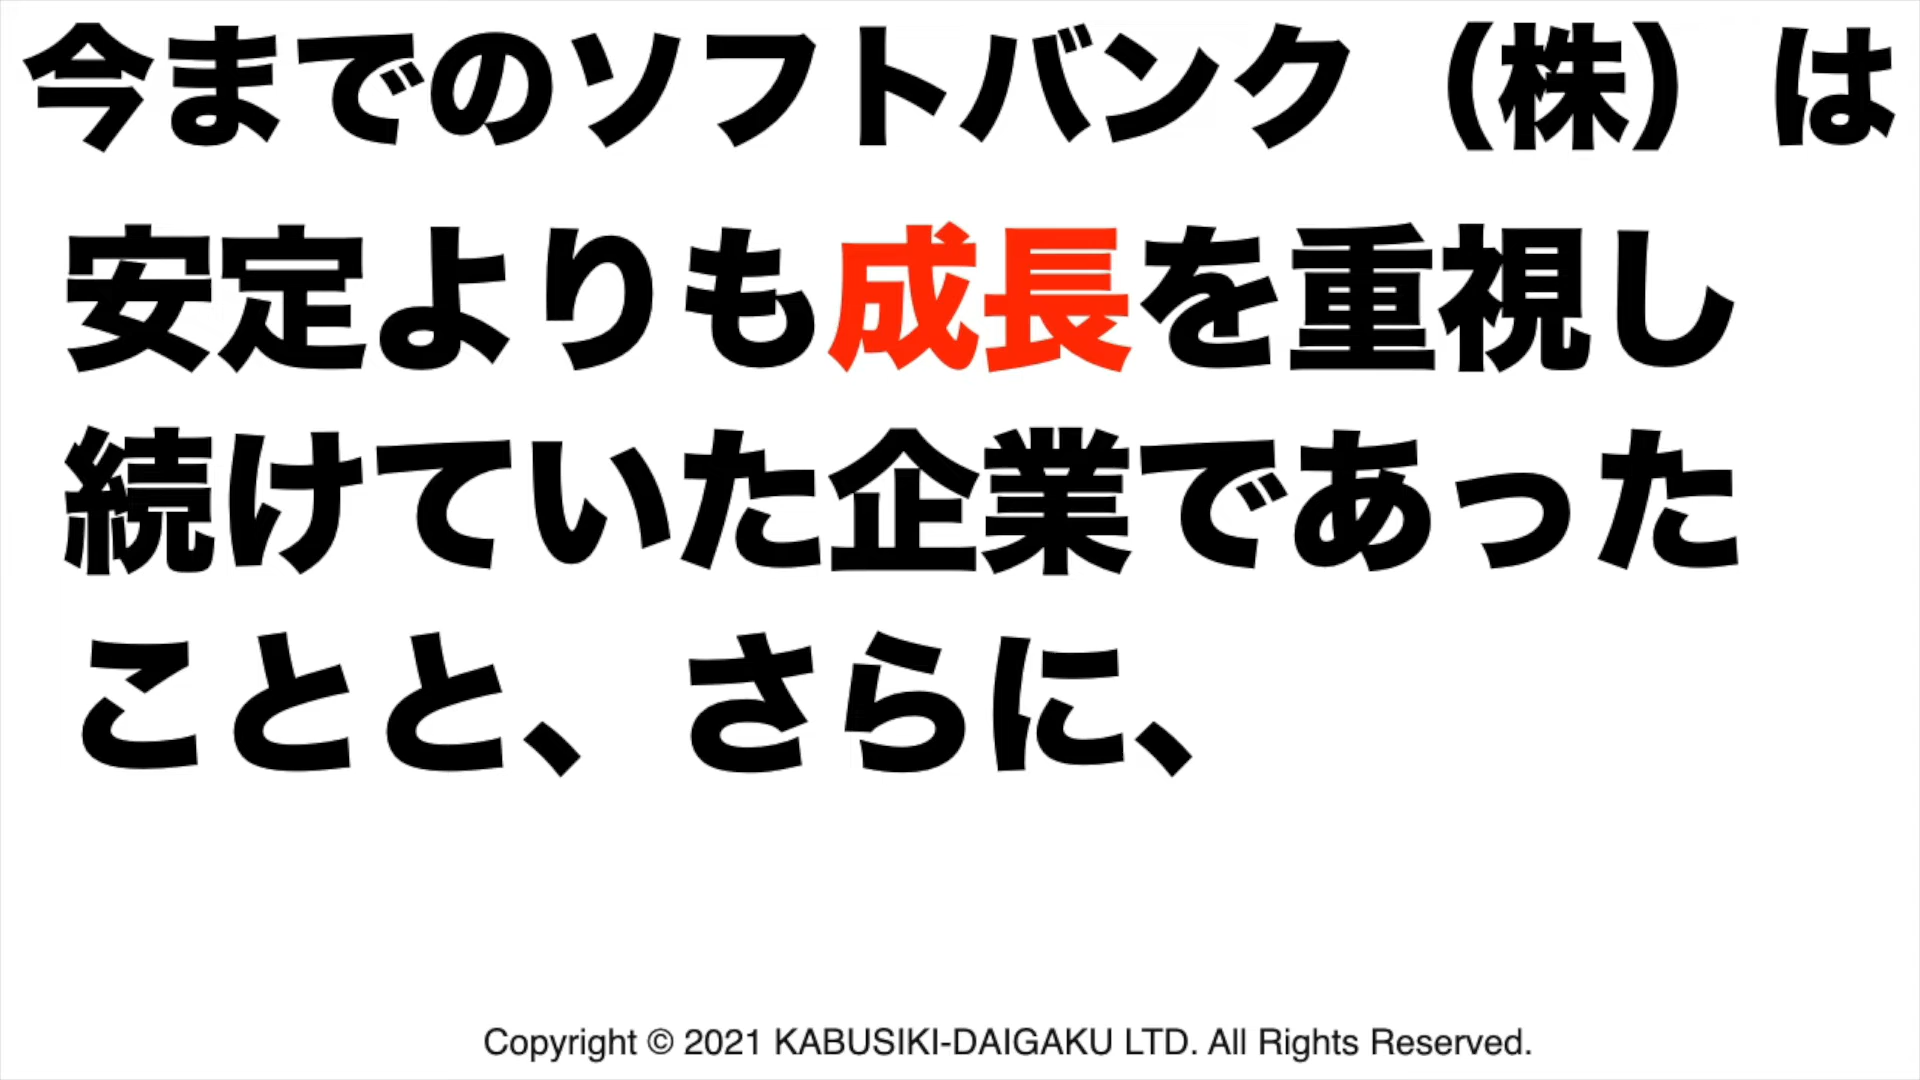 今までのソフトバンク（株）は
安定よりも成長を重視し
続けていた企業であった
ことと、さらに、
Copyright © 2021 KABUSIKI-DAIGAKU LTD. All Rights Reserved.